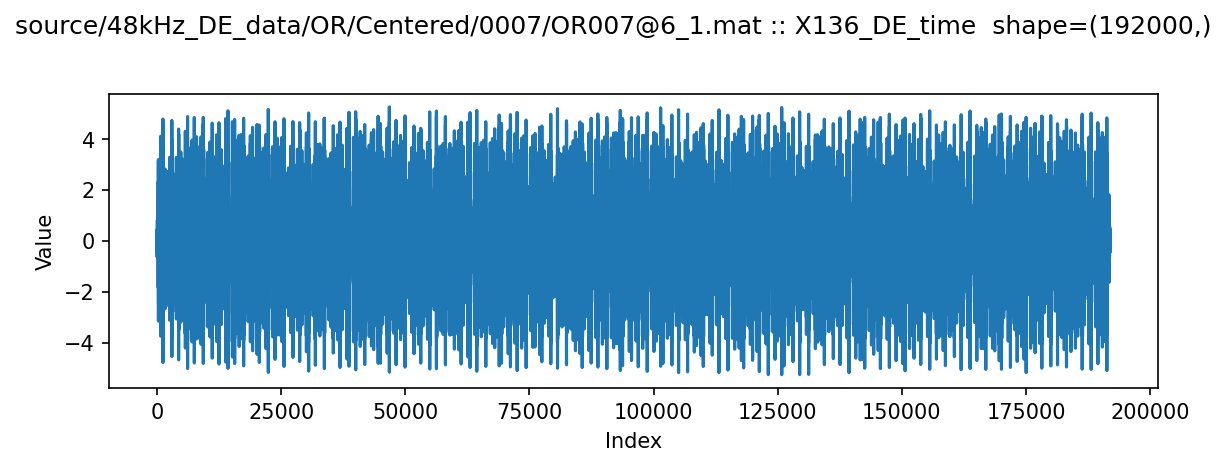 source/48kHz_DE_data/OR/Centered/0007/OR007@6_1.mat :: X136_DE_time  shape=(192000,)
4
2
0
−2
−4
Value
0 25000 50000 75000 100000 125000 150000 175000 200000
Index